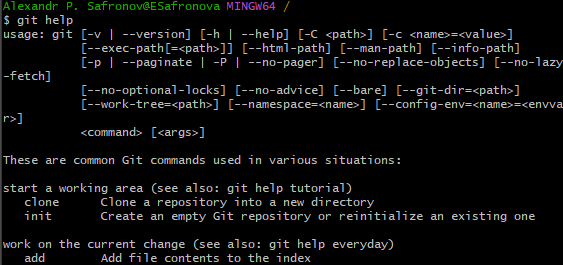 Alexandr P. Safronov@ESafronova MINGW64 /
$ git help
usage: git [-v | --version] [-h | --help] [-C <path>] [-c <name>=<value>]
           [--exec-path[=<path>]] [--html-path] [--man-path] [--info-path]
           [-p | --paginate | -P | --no-pager] [--no-replace-objects] [--no-lazy
-fetch]
           [--no-optional-locks] [--no-advice] [--bare] [--git-dir=<path>]
           [--work-tree=<path>] [--namespace=<name>] [--config-env=<name>=<envva
r>]
           <command> [<args>]

These are common Git commands used in various situations:

start a working area (see also: git help tutorial)
   clone     Clone a repository into a new directory
   init      Create an empty Git repository or reinitialize an existing one

work on the current change (see also: git help everyday)
   add       Add file contents to the index